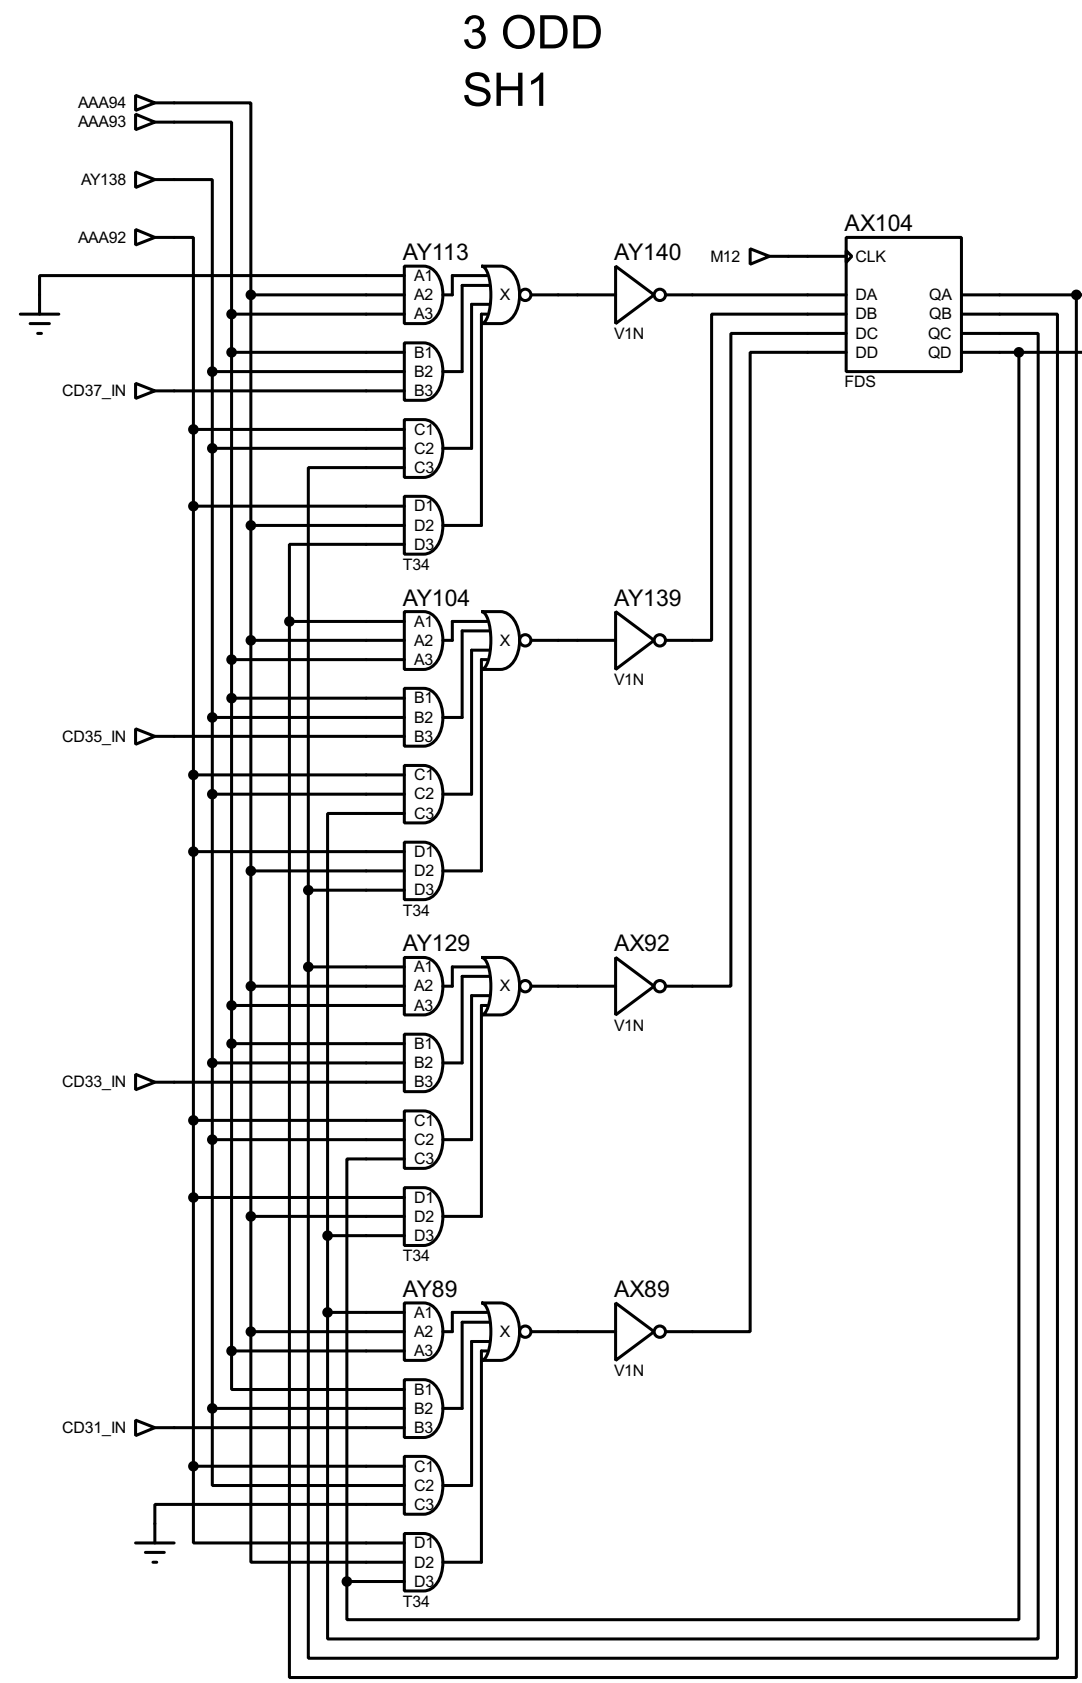 3 ODD
SH1
AAA94
AAA93
AY138
AAA92
AX104
AY113
AY140
M12
CLK
A1
A2
A3
X
DA
DB
DC
DD
QA
QB
QC
QD
V1N
FDS
B1
B2
B3
CD37_IN
C1
C2
C3
D1
D2
D3
T34
AY104
AY139
A1
A2
A3
X
V1N
B1
B2
B3
CD35_IN
C1
C2
C3
D1
D2
D3
T34
AY129
AX92
A1
A2
A3
X
V1N
B1
B2
B3
CD33_IN
C1
C2
C3
D1
D2
D3
T34
AY89
AX89
A1
A2
A3
X
V1N
B1
B2
B3
CD31_IN
C1
C2
C3
D1
D2
D3
T34